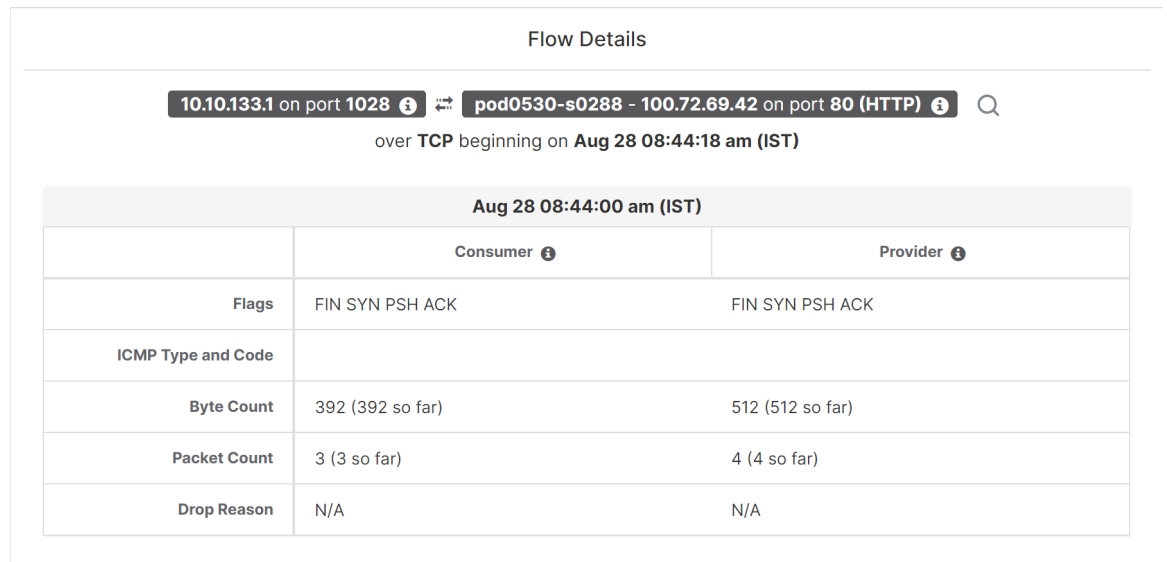 Flow Details
10.10.133.1 on port 1028 pod0530-s0288 - 100.72.69.42 on port 80 (HTTP)
over TCP beginning on Aug 28 08:44:18 am (IST)
Aug 28 08:44:00 am (IST)
Consumer Provider
Flags FIN SYN PSH ACK FIN SYN PSH ACK
ICMP Type and Code
Byte Count 392 (392 so far) 512 (512 so far)
Packet Count 3 (3 so far) 4 (4 so far)
Drop Reason N/A N/A